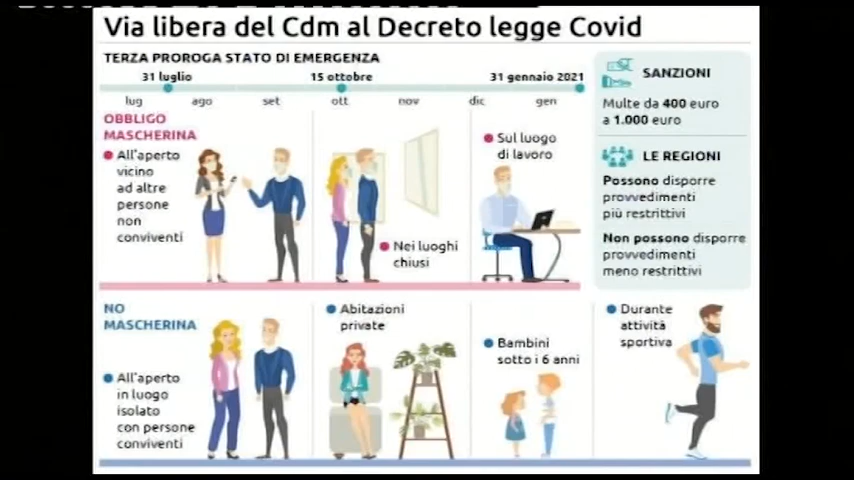 Via libera del Cdm al Decreto legge Covid
TERZA PROROGA STATO DI EMERGENZA
31 luglio
15 ottobre
31 gennaio 2021
lug
ago
set
ott
nov
dic
gen
OBBLIGO
MASCHERINA
All'aperto
vicino
ad altre
persone
non
conviventi
Nei luoghi
chiusi
Sul luogo
di lavoro
SANZIONI
Multe da 400 euro
a 1.000 euro
LE REGIONI
Possono disporre
provvedimenti
più restrittivi
Non possono disporre
provvedimenti
meno restrittivi
NO
MASCHERINA
All'aperto
in luogo
isolato
con persone
conviventi
Abitazioni
private
Bambini
sotto i 6 anni
Durante
attività
sportiva